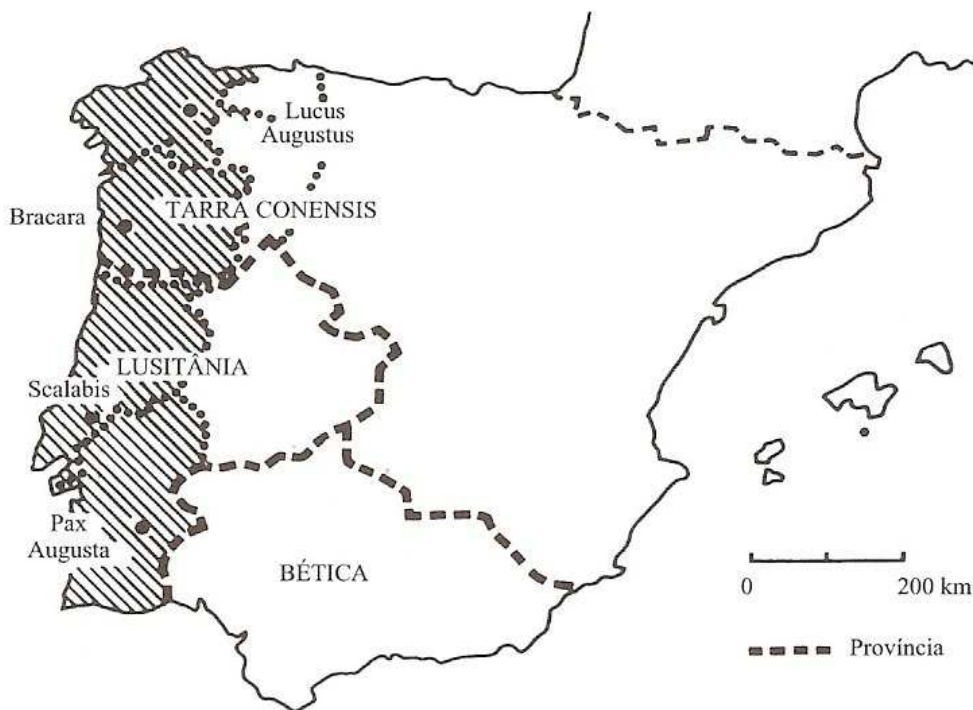 Lucus
Augustus
Bracara
TARRA CONENSIS
LUSITÂNIA
Scalabis
Pax
Augusta
BÉTICA
0 200 km
Província